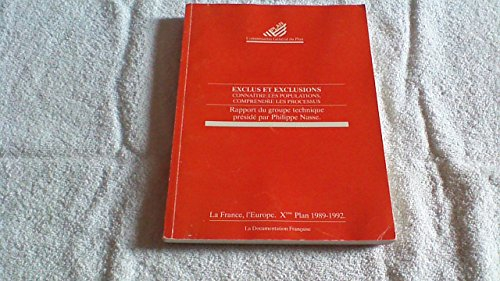 Commissariat Général du Plan
EXCLUS ET EXCLUSIONS
CONNAÎTRE LES POPULATIONS,
COMPRENDRE LES PROCESSUS
Rapport du groupe technique
présidé par Philippe Nasse.
La France, l'Europe. Xème Plan 1989-1992.
La Documentation Française